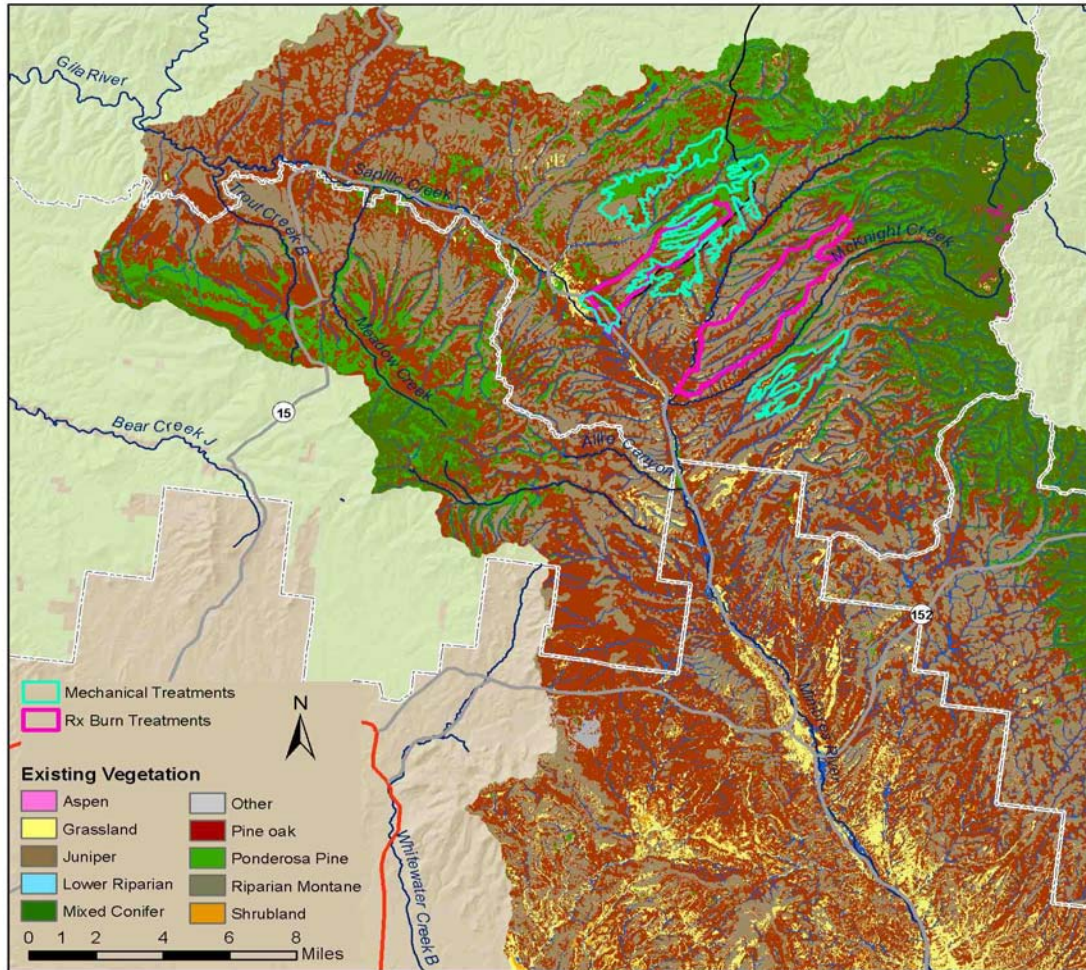 Gila River
Sapillo Creek
Trout Creek B
McKnight Creek
Meadow Creek
15
Bear Creek J
Allie Canyon
152
Mimbres River
Whitewater Creek B
Mechanical Treatments
Rx Burn Treatments
N
Existing Vegetation
Aspen
Grassland
Juniper
Lower Riparian
Mixed Conifer
Other
Pine oak
Ponderosa Pine
Riparian Montane
Shrubland
0 1 2 4 6 8
Miles